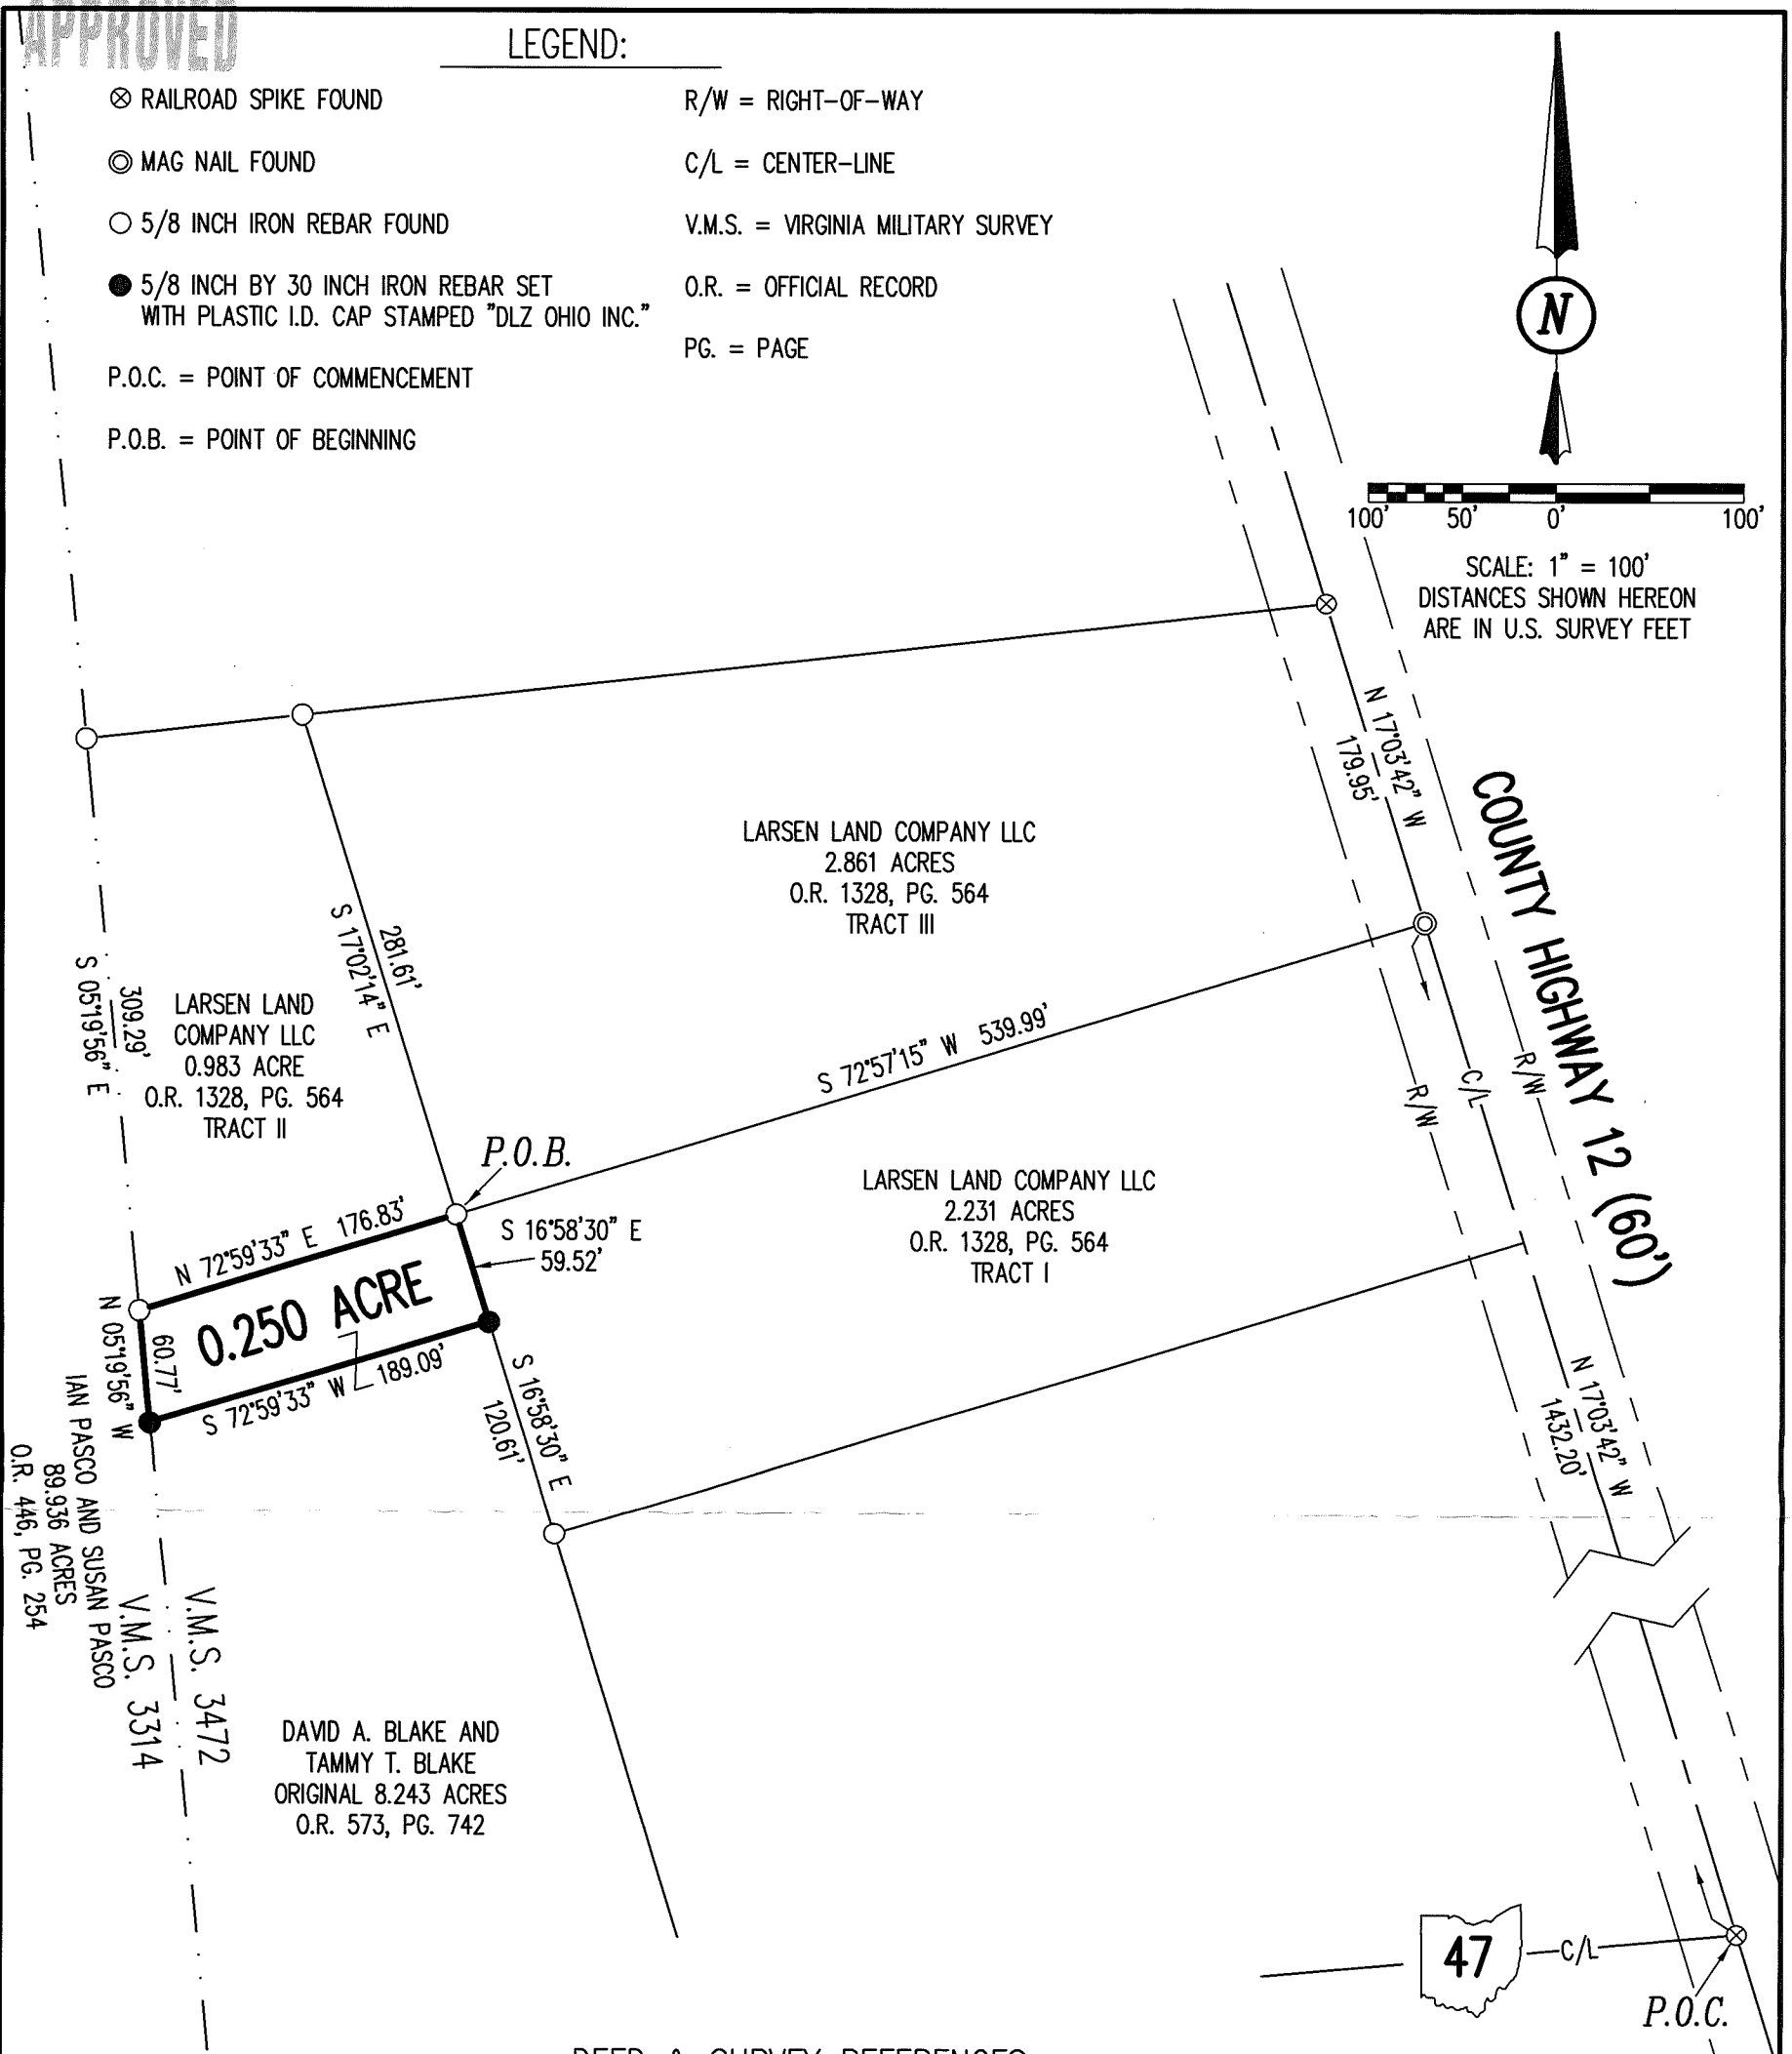 APPROVED
LEGEND:
RAILROAD SPIKE FOUND
MAG NAIL FOUND
5/8 INCH IRON REBAR FOUND
5/8 INCH BY 30 INCH IRON REBAR SET
WITH PLASTIC I.D. CAP STAMPED "DLZ OHIO INC."
P.O.C. = POINT OF COMMENCEMENT
P.O.B. = POINT OF BEGINNING
R/W = RIGHT-OF-WAY
C/L = CENTER-LINE
V.M.S. = VIRGINIA MILITARY SURVEY
O.R. = OFFICIAL RECORD
PG. = PAGE
N
100' 50' 0' 100'
SCALE: 1" = 100'
DISTANCES SHOWN HEREON
ARE IN U.S. SURVEY FEET
N 17°03'42" W
179.95'
COUNTY HIGHWAY 12 (60')
LARSEN LAND COMPANY LLC
2.861 ACRES
O.R. 1328, PG. 564
TRACT III
281.61'
S 17°02'14" E
309.29'
S 05°19'56" E
LARSEN LAND
COMPANY LLC
0.983 ACRE
O.R. 1328, PG. 564
TRACT II
S 72°57'15" W 539.99'
R/W
C/L
R/W
P.O.B.
LARSEN LAND COMPANY LLC
2.231 ACRES
O.R. 1328, PG. 564
TRACT I
N 72°59'33" E 176.83'
S 16°58'30" E
59.52'
0.250 ACRE
N 05°19'56" W
60.77'
S 72°59'33" W 189.09'
S 16°58'30" E
120.61'
N 17°03'42" W
1432.20'
IAN PASCO AND SUSAN PASCO
89.936 ACRES
O.R. 446, PG. 254
V.M.S. 3314
V.M.S. 3472
DAVID A. BLAKE AND
TAMMY T. BLAKE
ORIGINAL 8.243 ACRES
O.R. 573, PG. 742
47
C/L
P.O.C.